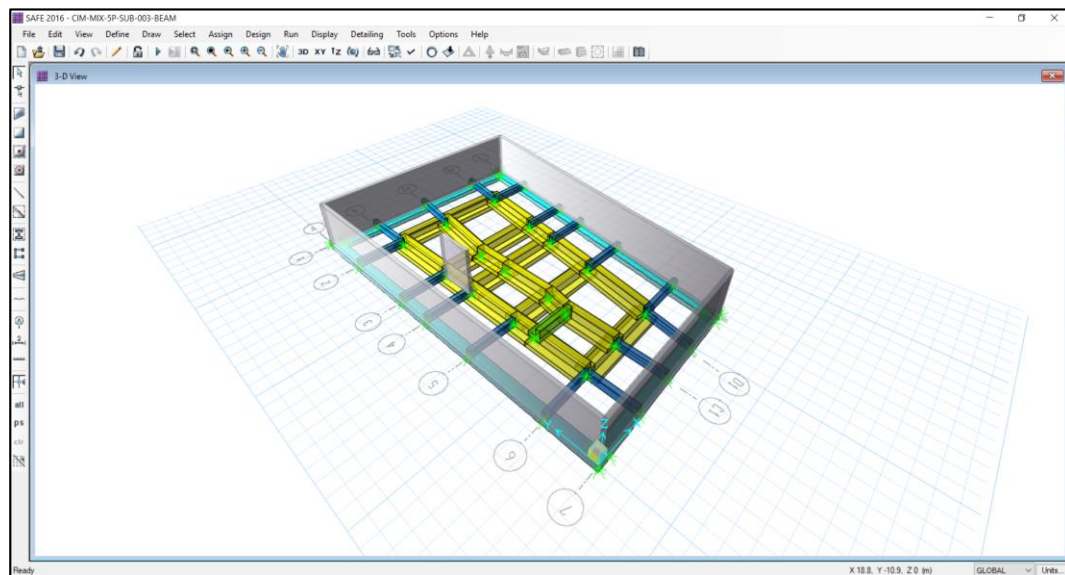 SAFE 2016 - CIM-MIX-5P-SUB-003-BEAM
File Edit View Define Draw Select Assign Design Run Display Detailing Tools Options Help
3D XY
3-D View
all
ps
clr
1
2
3
4
5
6
7
Z
Y
X
Ready
X 18.8, Y -10.9, Z 0 (m)
GLOBAL
Units...